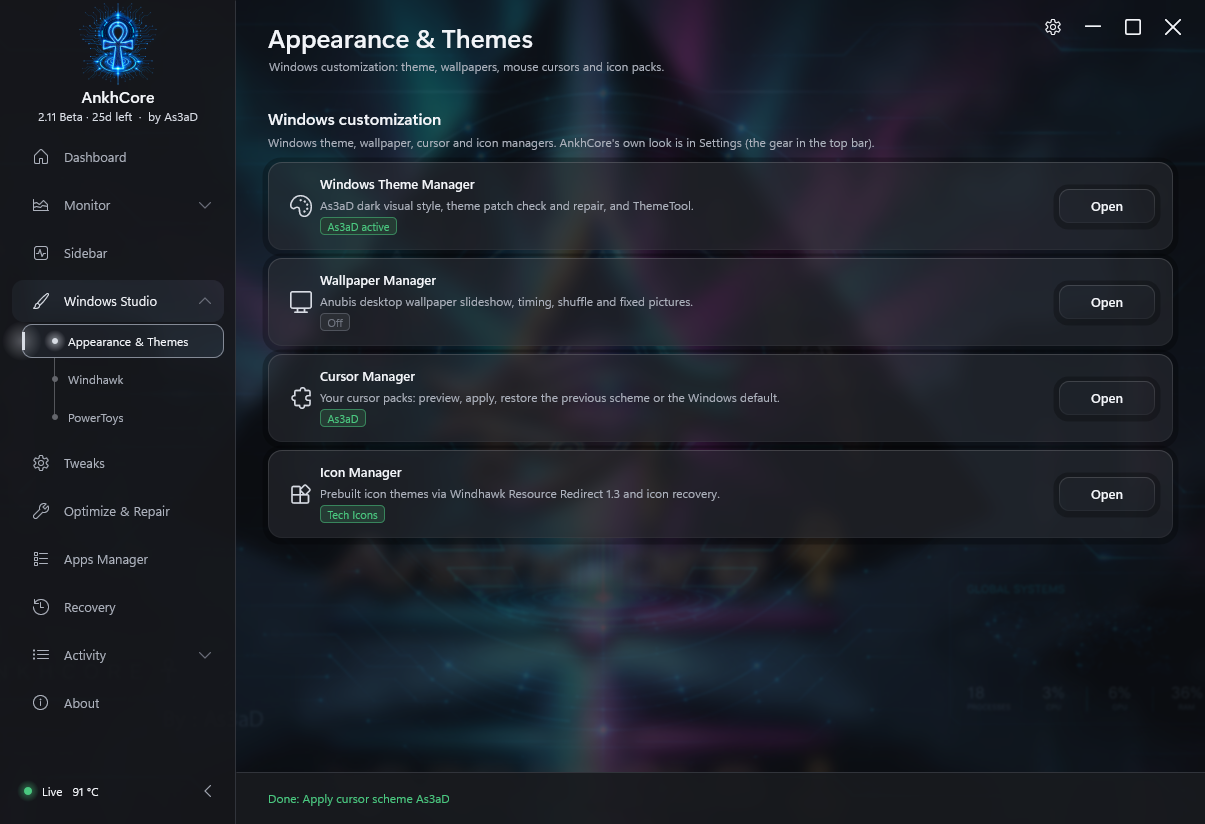 AnkhCore
2.11 Beta · 25d left · by As3aD
Dashboard
Monitor
Sidebar
Windows Studio
Appearance & Themes
Windhawk
PowerToys
Tweaks
Optimize & Repair
Apps Manager
Recovery
Activity
About
Live 91 °C
Appearance & Themes
Windows customization: theme, wallpapers, mouse cursors and icon packs.
Windows customization
Windows theme, wallpaper, cursor and icon managers. AnkhCore's own look is in Settings (the gear in the top bar).
Windows Theme Manager
As3aD dark visual style, theme patch check and repair, and ThemeTool.
As3aD active
Open
Wallpaper Manager
Anubis desktop wallpaper slideshow, timing, shuffle and fixed pictures.
Off
Open
Cursor Manager
Your cursor packs: preview, apply, restore the previous scheme or the Windows default.
As3aD
Open
Icon Manager
Prebuilt icon themes via Windhawk Resource Redirect 1.3 and icon recovery.
Tech Icons
Open
GLOBAL SYSTEMS
18 3% 6% 36%
Done: Apply cursor scheme As3aD